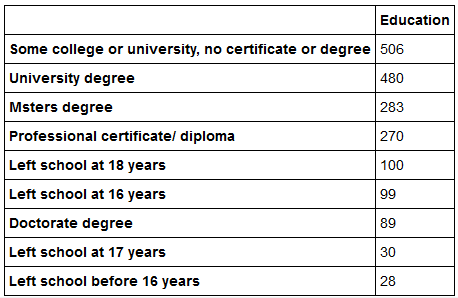 Education
Some college or university, no certificate or degree 506
University degree 480
Msters degree 283
Professional certificate/ diploma 270
Left school at 18 years 100
Left school at 16 years 99
Doctorate degree 89
Left school at 17 years 30
Left school before 16 years 28